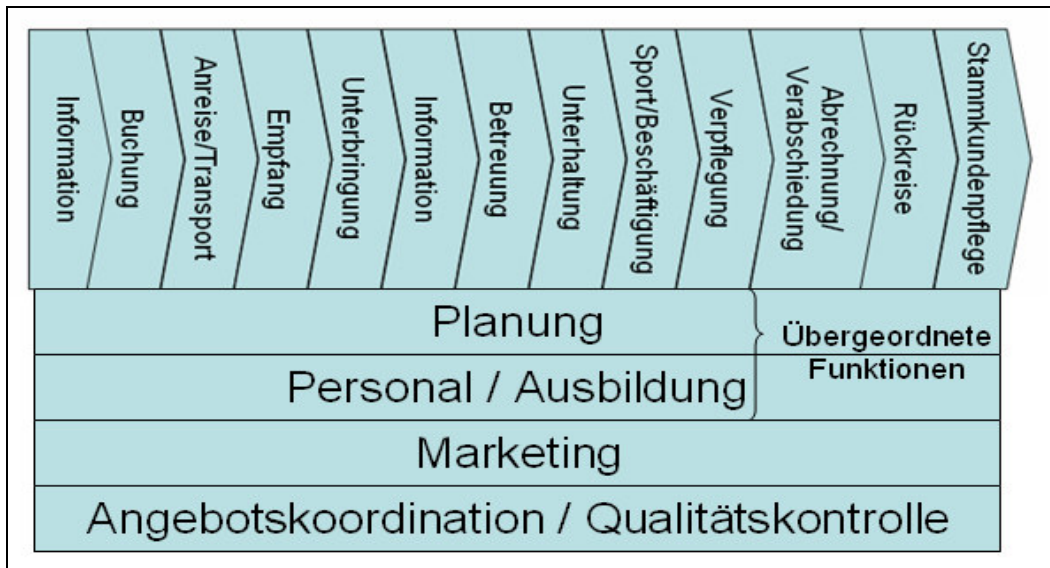 Information
Buchung
Anreise/Transport
Empfang
Unterbringung
Information
Betreuung
Unterhaltung
Sport/Beschäftigung
Verpflegung
Abrechnung/
Verabschiedung
Rückreise
Stammkundenpflege
Planung
Übergeordnete
Funktionen
Personal / Ausbildung
Marketing
Angebotskoordination / Qualitätskontrolle